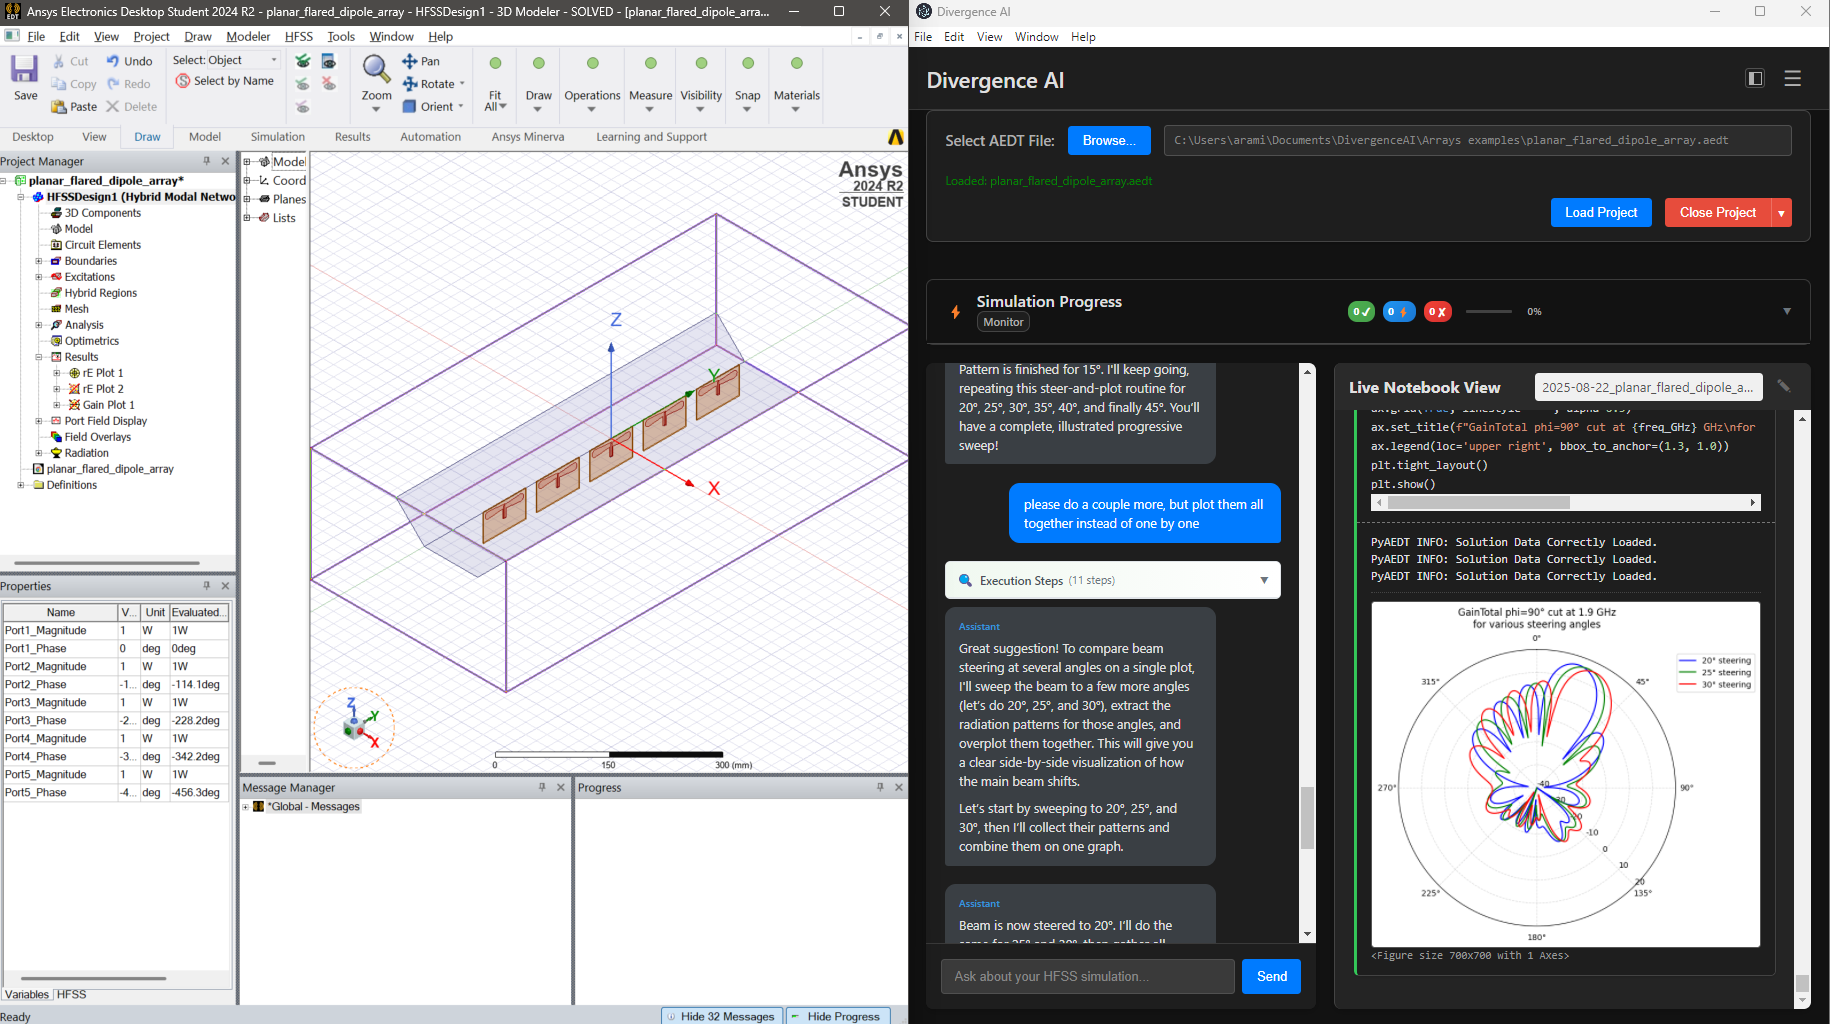 Ansys Electronics Desktop Student 2024 R2 - planar_flared_dipole_array - HFSSDesign1 - 3D Modeler - SOLVED - [planar_flared_dipole_arra...
File Edit View Project Draw Modeler HFSS Tools Window Help
Save
Cut
Copy
Paste
Undo
Redo
Delete
Select: Object
Select by Name
Zoom
Pan
Rotate
Orient
Fit
All
Draw
Operations
Measure
Visibility
Snap
Materials
Desktop View Draw Model Simulation Results Automation Ansys Minerva Learning and Support
Project Manager
planar_flared_dipole_array*
HFSSDesign1 (Hybrid Modal Netwo
3D Components
Model
Circuit Elements
Boundaries
Excitations
Hybrid Regions
Mesh
Analysis
Optimetrics
Results
rE Plot 1
rE Plot 2
Gain Plot 1
Port Field Display
Field Overlays
Radiation
planar_flared_dipole_array
Definitions
Properties
Name V... Unit Evaluated...
Port1_Magnitude 1 W 1W
Port1_Phase 0 deg 0deg
Port2_Magnitude 1 W 1W
Port2_Phase -1... deg -114.1deg
Port3_Magnitude 1 W 1W
Port3_Phase -2... deg -228.2deg
Port4_Magnitude 1 W 1W
Port4_Phase -3... deg -342.2deg
Port5_Magnitude 1 W 1W
Port5_Phase -4... deg -456.3deg
Variables HFSS
Ready
Model
Coord
Planes
Lists
Ansys
2024 R2
STUDENT
Z
Y
X
Z
Y
X
0 150 300 (mm)
Message Manager
*Global - Messages
Progress
Hide 32 Messages
Hide Progress
Divergence AI
File Edit View Window Help
Divergence AI
Select AEDT File:
Browse...
C:\Users\arami\Documents\DivergenceAI\Arrays examples\planar_flared_dipole_array.aedt
Loaded: planar_flared_dipole_array.aedt
Load Project
Close Project
Simulation Progress
Monitor
0
0
0
0%
Pattern is finished for 15°. I'll keep going,
repeating this steer-and-plot routine for
20°, 25°, 30°, 35°, 40°, and finally 45°. You'll
have a complete, illustrated progressive
sweep!
please do a couple more, but plot them all
together instead of one by one
Execution Steps (11 steps)
Assistant
Great suggestion! To compare beam
steering at several angles on a single plot,
I'll sweep the beam to a few more angles
(let's do 20°, 25°, and 30°), extract the
radiation patterns for those angles, and
overplot them together. This will give you
a clear side-by-side visualization of how
the main beam shifts.
Let's start by sweeping to 20°, 25°, and
30°, then I'll collect their patterns and
combine them on one graph.
Assistant
Beam is now steered to 20°. I'll do the
same for 25° and 30°, then gather all
Ask about your HFSS simulation...
Send
Live Notebook View
2025-08-22_planar_flared_dipole_a...
ax.set_title(f"GainTotal phi=90° cut at {freq_GHz} GHz\nfor
ax.legend(loc='upper right', bbox_to_anchor=(1.3, 1.0))
plt.tight_layout()
plt.show()
PyAEDT INFO: Solution Data Correctly Loaded.
PyAEDT INFO: Solution Data Correctly Loaded.
PyAEDT INFO: Solution Data Correctly Loaded.
GainTotal phi=90° cut at 1.9 GHz
for various steering angles
0°
45°
90°
135°
180°
225°
270°
315°
-40
-10
0
10
20
20° steering
25° steering
30° steering
<Figure size 700x700 with 1 Axes>